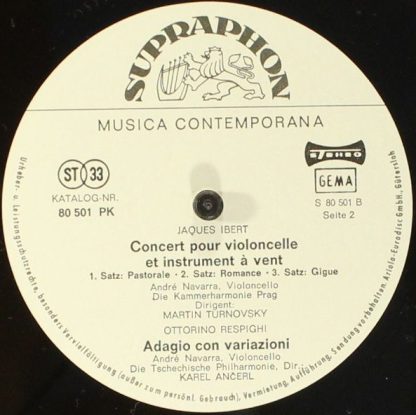 SUPRAPHON
MUSICA CONTEMPORANA
ST 33
KATALOG-NR.
80 501 PK
STEREO
GEMA
S 80 501 B
Seite 2
JAQUES IBERT
Concert pour violoncelle
et instrument à vent
1. Satz: Pastorale · 2. Satz: Romance · 3. Satz: Gigue
André Navarra, Violoncello
Die Kammerharmonie Prag
Dirigent:
MARTIN TURNOVSKY
OTTORINO RESPIGHI
Adagio con variazioni
André Navarra, Violoncello
Die Tschechische Philharmonie, Dir.:
KAREL ANČERL
Urheber- u. Leistungsschutzrechte, besonders Vervielfältigung (außer zum persönl. Gebrauch), Vermietung, Aufführung, Sendung vorbehalten. Ariola-Eurodisc GmbH., Gütersloh